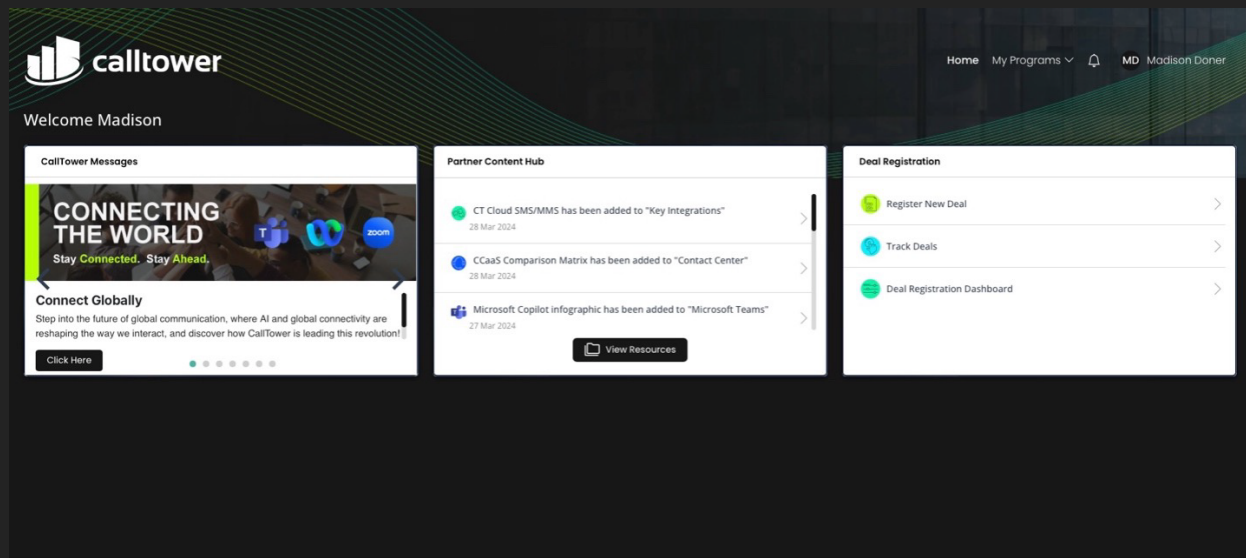 calltower
Home My Programs MD Madison Doner
Welcome Madison
CallTower Messages
CONNECTING
THE WORLD
Stay Connected. Stay Ahead.
zoom
Connect Globally
Step into the future of global communication, where AI and global connectivity are
reshaping the way we interact, and discover how CallTower is leading this revolution!
Click Here
Partner Content Hub
CT Cloud SMS/MMS has been added to "Key Integrations"
28 Mar 2024
CCaaS Comparison Matrix has been added to "Contact Center"
28 Mar 2024
Microsoft Copilot infographic has been added to "Microsoft Teams"
27 Mar 2024
View Resources
Deal Registration
Register New Deal
Track Deals
Deal Registration Dashboard